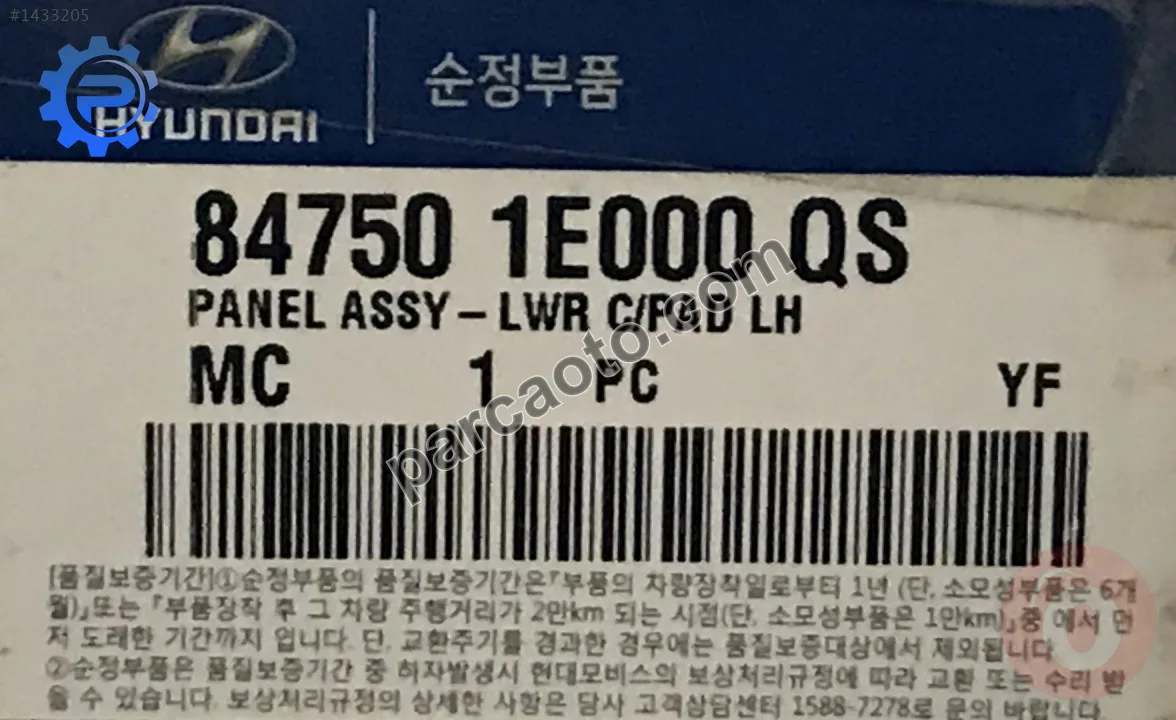 #1433205
HYUNDAI
순정부품
84750 1E000 QS
PANEL ASSY-LWR C/FGD LH
MC 1 PC YF
parcaoto.com
[품질보증기간]①순정부품의 품질보증기간은『부품의 차량장착일로부터 1년 (단, 소모성부품은 6개
월)』또는 『부품장착 후 그 차량 주행거리가 2만km 되는 시점(단, 소모성부품은 1만km)』중 에서 먼
저 도래한 기간까지 입니다. 단, 교환주기를 경과한 경우에는 품질보증대상에서 제외됩니다
②순정부품은 품질보증기간 중 하자발생시 현대모비스의 보상처리규정에 따라 교환 또는 수리 받
을 수 있습니다. 보상처리규정의 상세한 사항은 당사 고객상담센터 1588-7278로 문의 바랍니다.